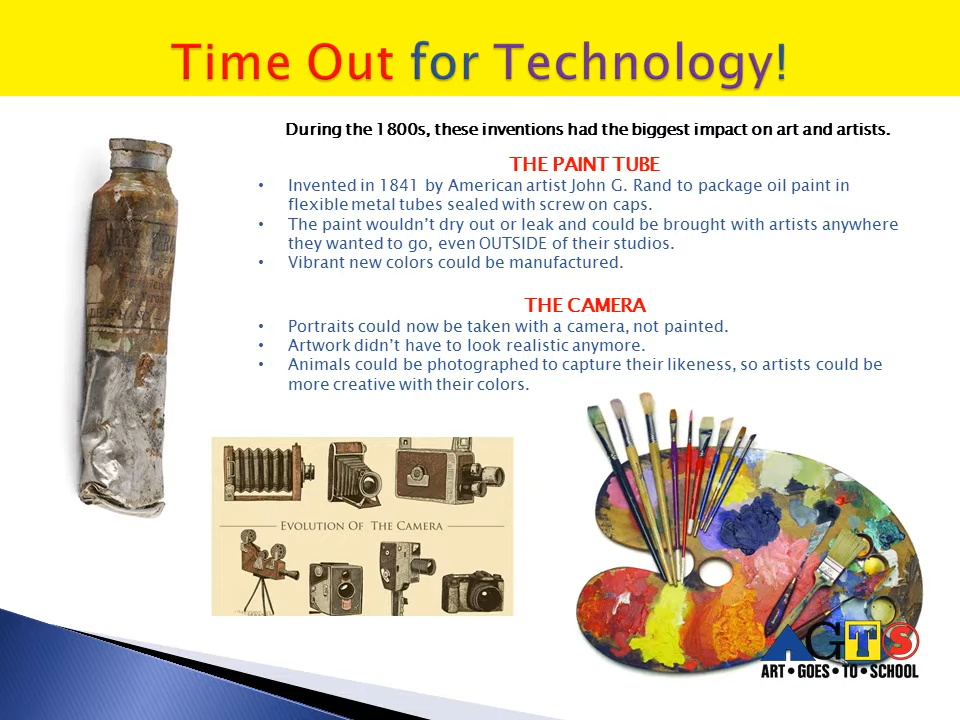 Time Out for Technology!
During the 1800s, these inventions had the biggest impact on art and artists.
THE PAINT TUBE
• Invented in 1841 by American artist John G. Rand to package oil paint in
flexible metal tubes sealed with screw on caps.
• The paint wouldn't dry out or leak and could be brought with artists anywhere
they wanted to go, even OUTSIDE of their studios.
• Vibrant new colors could be manufactured.
THE CAMERA
• Portraits could now be taken with a camera, not painted.
• Artwork didn't have to look realistic anymore.
• Animals could be photographed to capture their likeness, so artists could be
more creative with their colors.
EVOLUTION OF THE CAMERA
AGTS
ART • GOES • TO • SCHOOL